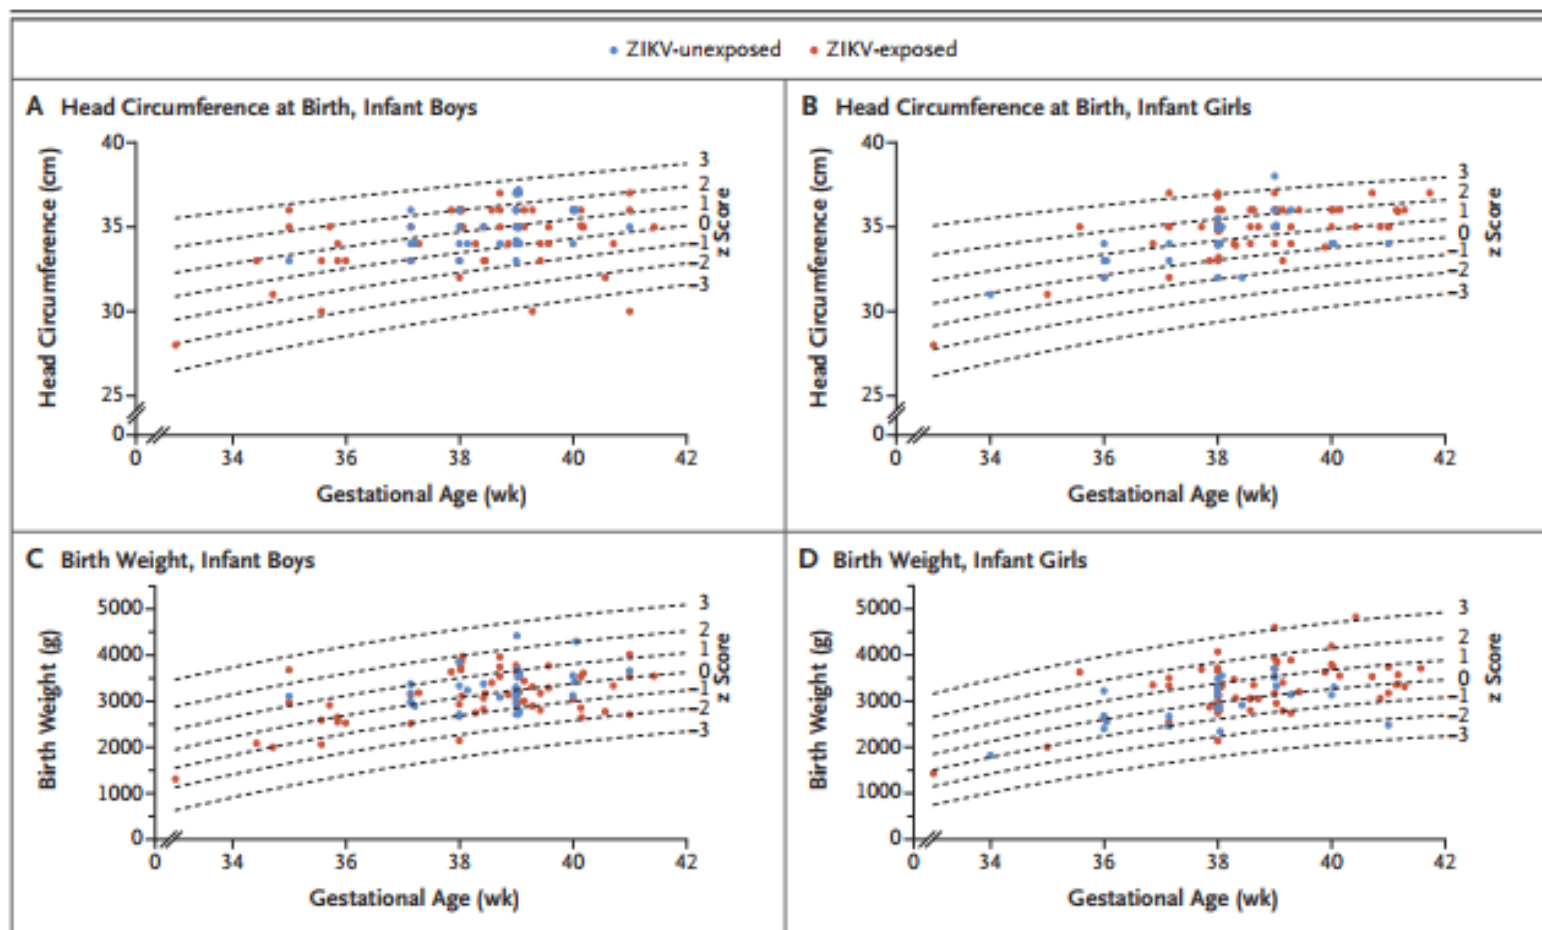 ZIKV-unexposed ZIKV-exposed
A Head Circumference at Birth, Infant Boys
Head Circumference (cm)
40
35
30
25
0
0 34 36 38 40 42
Gestational Age (wk)
3
2
1
0
−1
−2
−3
z Score
B Head Circumference at Birth, Infant Girls
Head Circumference (cm)
40
35
30
25
0
0 34 36 38 40 42
Gestational Age (wk)
3
2
1
0
−1
−2
−3
z Score
C Birth Weight, Infant Boys
Birth Weight (g)
5000
4000
3000
2000
1000
0
0 34 36 38 40 42
Gestational Age (wk)
3
2
1
0
−1
−2
−3
z Score
D Birth Weight, Infant Girls
Birth Weight (g)
5000
4000
3000
2000
1000
0
0 34 36 38 40 42
Gestational Age (wk)
3
2
1
0
−1
−2
−3
z Score